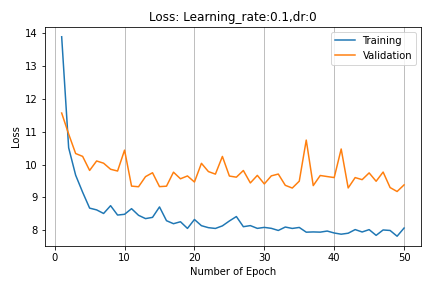 Loss: Learning_rate:0.1,dr:0
Training
Validation
Loss
14
13
12
11
10
9
8
0
10
20
30
40
50
Number of Epoch